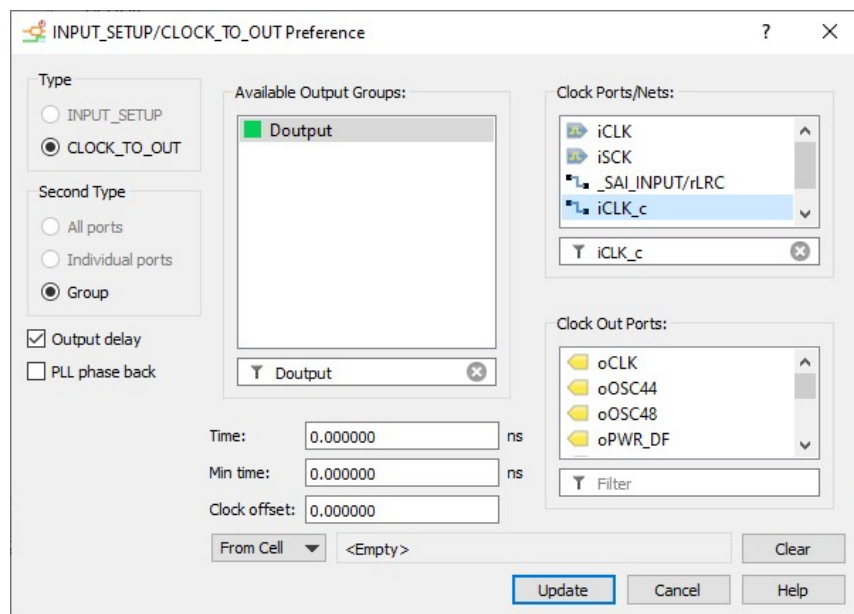 INPUT_SETUP/CLOCK_TO_OUT Preference
Type
INPUT_SETUP
CLOCK_TO_OUT
Second Type
All ports
Individual ports
Group
Output delay
PLL phase back
Available Output Groups:
Doutput
Doutput
Clock Ports/Nets:
iCLK
iSCK
_SAI_INPUT/rLRC
iCLK_c
iCLK_c
Clock Out Ports:
oCLK
oOSC44
oOSC48
oPWR_DF
Filter
Time: 0.000000 ns
Min time: 0.000000 ns
Clock offset: 0.000000
From Cell <Empty> Clear
Update Cancel Help